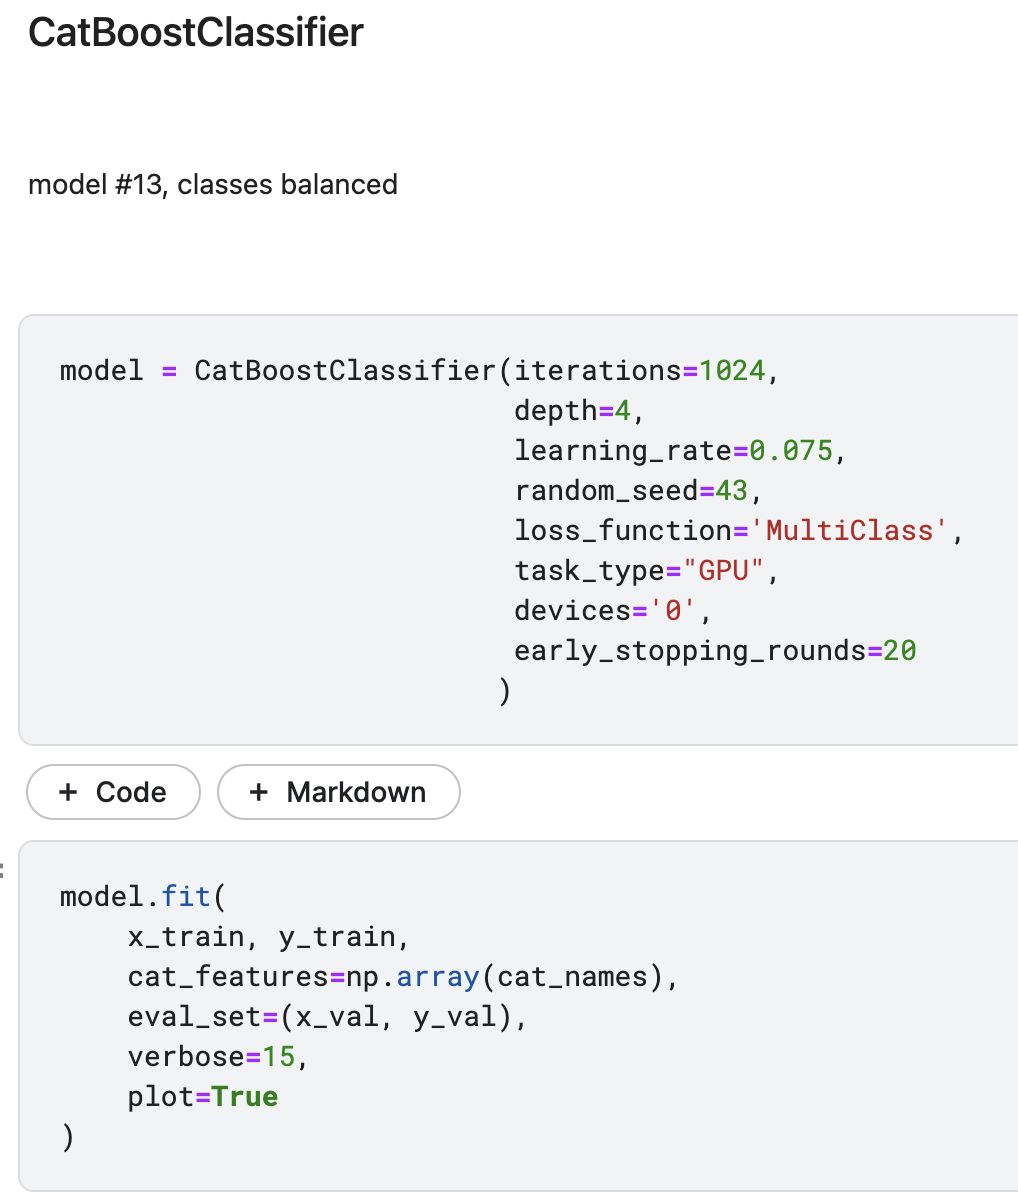 CatBoostClassifier
model #13, classes balanced
model = CatBoostClassifier(iterations=1024,
                           depth=4,
                           learning_rate=0.075,
                           random_seed=43,
                           loss_function='MultiClass',
                           task_type="GPU",
                           devices='0',
                           early_stopping_rounds=20
                          )
+ Code + Markdown
model.fit(
    x_train, y_train,
    cat_features=np.array(cat_names),
    eval_set=(x_val, y_val),
    verbose=15,
    plot=True
)